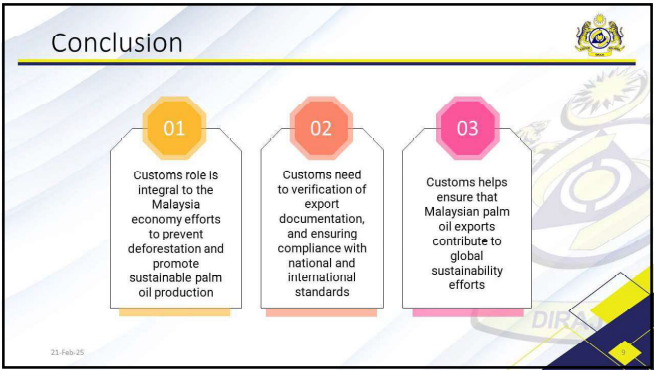 Conclusion
01
Customs role is
integral to the
Malaysia
economy efforts
to prevent
deforestation and
promote
sustainable palm
oil production
02
Customs need
to verification of
export
documentation,
and ensuring
compliance with
national and
international
standards
03
Customs helps
ensure that
Malaysian palm
oil exports
contribute to
global
sustainability
efforts
21-Feb-25
9